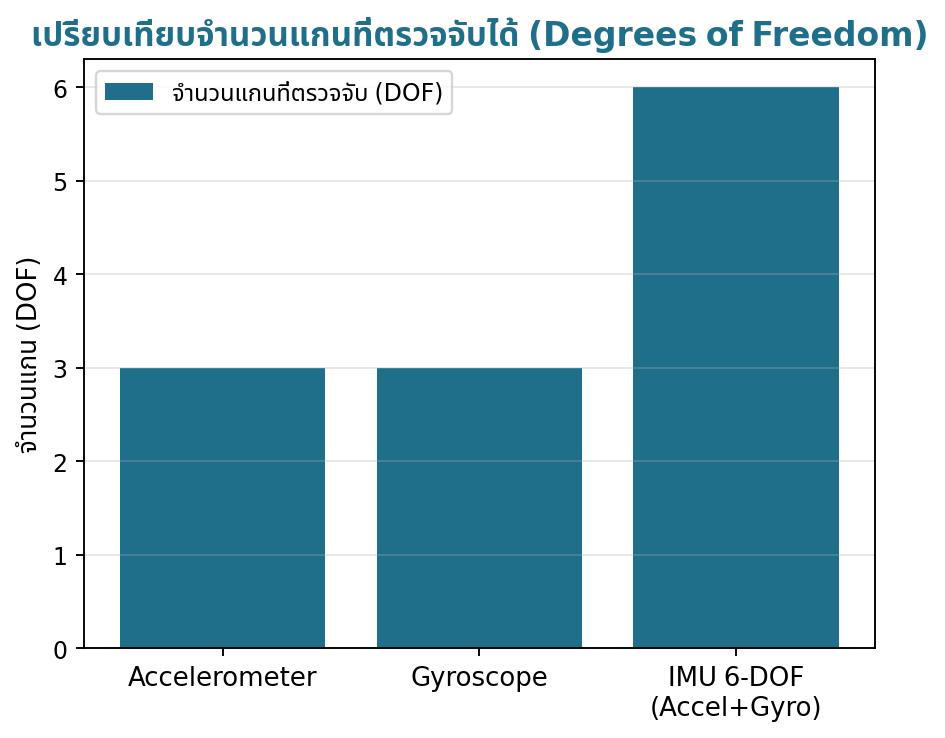 เปรียบเทียบจำนวนแกนที่ตรวจจับได้ (Degrees of Freedom)
จำนวนแกนที่ตรวจจับ (DOF)
จำนวนแกน (DOF)
6
5
4
3
2
1
0
Accelerometer
Gyroscope
IMU 6-DOF
(Accel+Gyro)